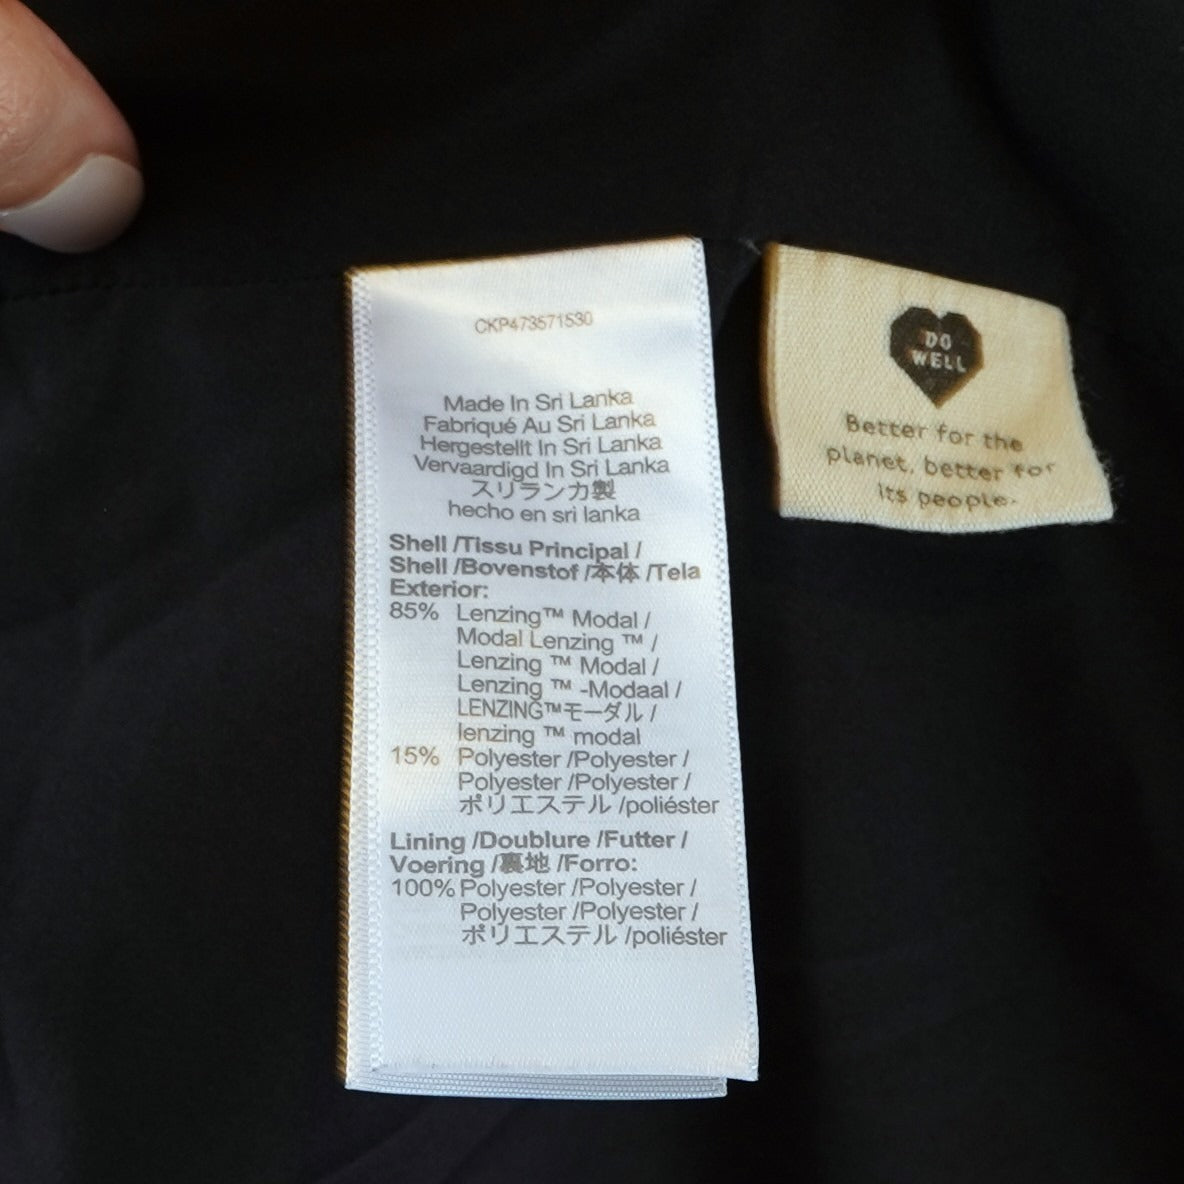 CKP473571530
Made In Sri Lanka
Fabriqué Au Sri Lanka
Hergestellt In Sri Lanka
Vervaardigd In Sri Lanka
スリランカ製
hecho en sri lanka
Shell /Tissu Principal /
Shell /Bovenstof /本体 /Tela
Exterior:
85% Lenzing™ Modal /
Modal Lenzing ™ /
Lenzing ™ Modal /
Lenzing ™ -Modaal /
LENZING™モーダル /
lenzing ™ modal
15% Polyester /Polyester /
Polyester /Polyester /
ポリエステル /poliéster
Lining /Doublure /Futter /
Voering /裏地 /Forro:
100% Polyester /Polyester /
Polyester /Polyester /
ポリエステル /poliéster
DO
WELL
Better for the
planet, better for
its people.